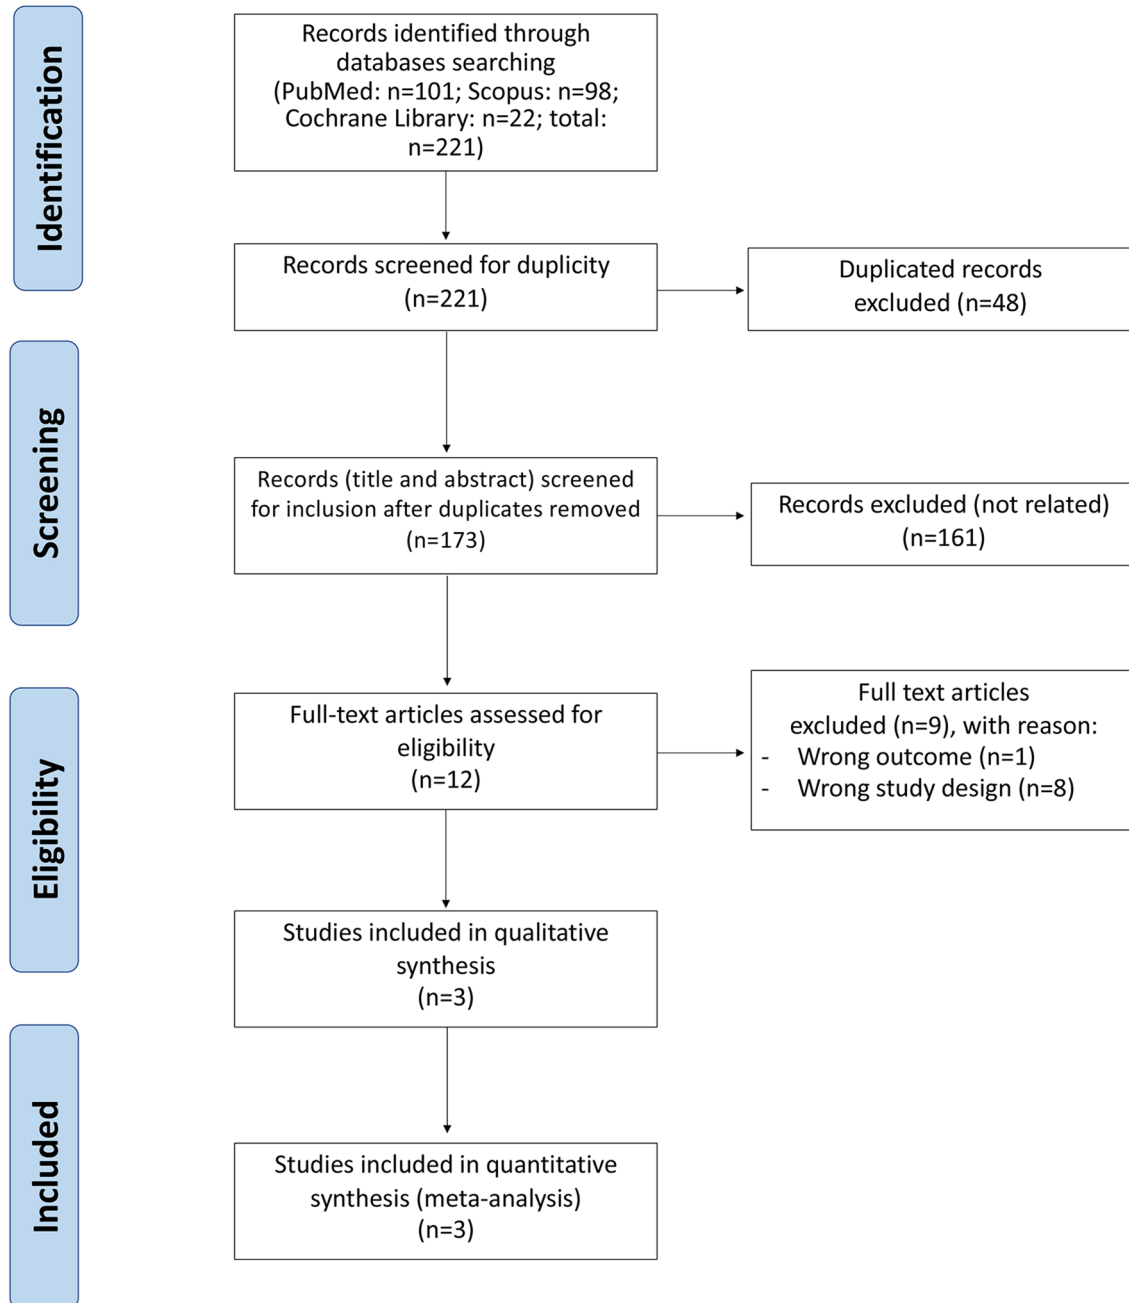 Identification
Records identified through
databases searching
(PubMed: n=101; Scopus: n=98;
Cochrane Library: n=22; total:
n=221)
Records screened for duplicity
(n=221)
Duplicated records
excluded (n=48)
Screening
Records (title and abstract) screened
for inclusion after duplicates removed
(n=173)
Records excluded (not related)
(n=161)
Eligibility
Full-text articles assessed for
eligibility
(n=12)
Full text articles
excluded (n=9), with reason:
- Wrong outcome (n=1)
- Wrong study design (n=8)
Studies included in qualitative
synthesis
(n=3)
Included
Studies included in quantitative
synthesis (meta-analysis)
(n=3)